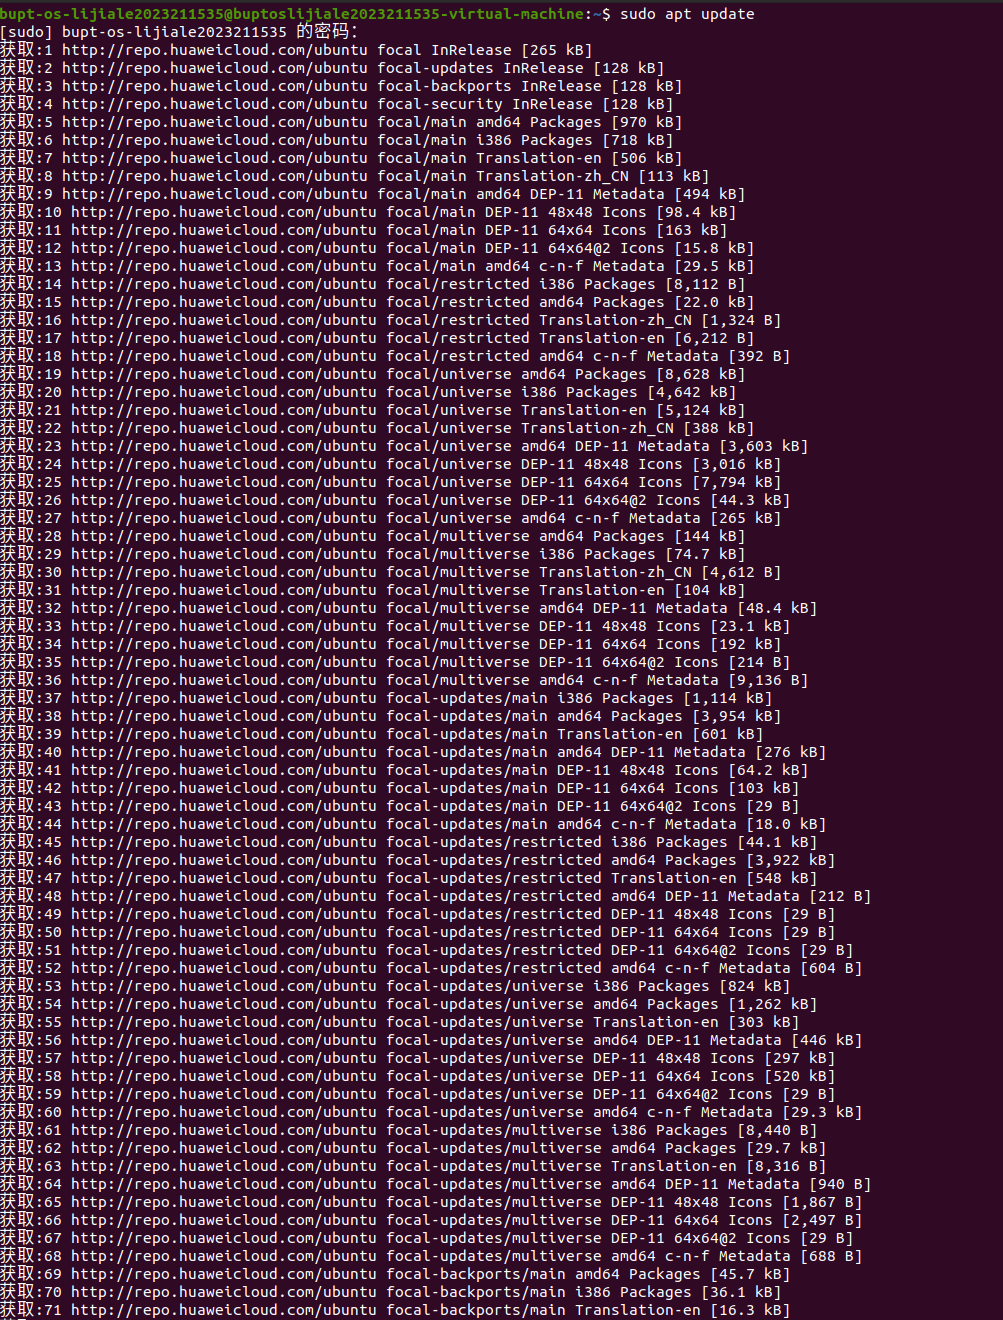 bupt-os-lijiale2023211535@buptoslijiale2023211535-virtual-machine:~$ sudo apt update
[sudo] bupt-os-lijiale2023211535 的密码:
获取:1 http://repo.huaweicloud.com/ubuntu focal InRelease [265 kB]
获取:2 http://repo.huaweicloud.com/ubuntu focal-updates InRelease [128 kB]
获取:3 http://repo.huaweicloud.com/ubuntu focal-backports InRelease [128 kB]
获取:4 http://repo.huaweicloud.com/ubuntu focal-security InRelease [128 kB]
获取:5 http://repo.huaweicloud.com/ubuntu focal/main amd64 Packages [970 kB]
获取:6 http://repo.huaweicloud.com/ubuntu focal/main i386 Packages [718 kB]
获取:7 http://repo.huaweicloud.com/ubuntu focal/main Translation-en [506 kB]
获取:8 http://repo.huaweicloud.com/ubuntu focal/main Translation-zh_CN [113 kB]
获取:9 http://repo.huaweicloud.com/ubuntu focal/main amd64 DEP-11 Metadata [494 kB]
获取:10 http://repo.huaweicloud.com/ubuntu focal/main DEP-11 48x48 Icons [98.4 kB]
获取:11 http://repo.huaweicloud.com/ubuntu focal/main DEP-11 64x64 Icons [163 kB]
获取:12 http://repo.huaweicloud.com/ubuntu focal/main DEP-11 64x64@2 Icons [15.8 kB]
获取:13 http://repo.huaweicloud.com/ubuntu focal/main amd64 c-n-f Metadata [29.5 kB]
获取:14 http://repo.huaweicloud.com/ubuntu focal/restricted i386 Packages [8,112 B]
获取:15 http://repo.huaweicloud.com/ubuntu focal/restricted amd64 Packages [22.0 kB]
获取:16 http://repo.huaweicloud.com/ubuntu focal/restricted Translation-zh_CN [1,324 B]
获取:17 http://repo.huaweicloud.com/ubuntu focal/restricted Translation-en [6,212 B]
获取:18 http://repo.huaweicloud.com/ubuntu focal/restricted amd64 c-n-f Metadata [392 B]
获取:19 http://repo.huaweicloud.com/ubuntu focal/universe amd64 Packages [8,628 kB]
获取:20 http://repo.huaweicloud.com/ubuntu focal/universe i386 Packages [4,642 kB]
获取:21 http://repo.huaweicloud.com/ubuntu focal/universe Translation-en [5,124 kB]
获取:22 http://repo.huaweicloud.com/ubuntu focal/universe Translation-zh_CN [388 kB]
获取:23 http://repo.huaweicloud.com/ubuntu focal/universe amd64 DEP-11 Metadata [3,603 kB]
获取:24 http://repo.huaweicloud.com/ubuntu focal/universe DEP-11 48x48 Icons [3,016 kB]
获取:25 http://repo.huaweicloud.com/ubuntu focal/universe DEP-11 64x64 Icons [7,794 kB]
获取:26 http://repo.huaweicloud.com/ubuntu focal/universe DEP-11 64x64@2 Icons [44.3 kB]
获取:27 http://repo.huaweicloud.com/ubuntu focal/universe amd64 c-n-f Metadata [265 kB]
获取:28 http://repo.huaweicloud.com/ubuntu focal/multiverse amd64 Packages [144 kB]
获取:29 http://repo.huaweicloud.com/ubuntu focal/multiverse i386 Packages [74.7 kB]
获取:30 http://repo.huaweicloud.com/ubuntu focal/multiverse Translation-zh_CN [4,612 B]
获取:31 http://repo.huaweicloud.com/ubuntu focal/multiverse Translation-en [104 kB]
获取:32 http://repo.huaweicloud.com/ubuntu focal/multiverse amd64 DEP-11 Metadata [48.4 kB]
获取:33 http://repo.huaweicloud.com/ubuntu focal/multiverse DEP-11 48x48 Icons [23.1 kB]
获取:34 http://repo.huaweicloud.com/ubuntu focal/multiverse DEP-11 64x64 Icons [192 kB]
获取:35 http://repo.huaweicloud.com/ubuntu focal/multiverse DEP-11 64x64@2 Icons [214 B]
获取:36 http://repo.huaweicloud.com/ubuntu focal/multiverse amd64 c-n-f Metadata [9,136 B]
获取:37 http://repo.huaweicloud.com/ubuntu focal-updates/main i386 Packages [1,114 kB]
获取:38 http://repo.huaweicloud.com/ubuntu focal-updates/main amd64 Packages [3,954 kB]
获取:39 http://repo.huaweicloud.com/ubuntu focal-updates/main Translation-en [601 kB]
获取:40 http://repo.huaweicloud.com/ubuntu focal-updates/main amd64 DEP-11 Metadata [276 kB]
获取:41 http://repo.huaweicloud.com/ubuntu focal-updates/main DEP-11 48x48 Icons [64.2 kB]
获取:42 http://repo.huaweicloud.com/ubuntu focal-updates/main DEP-11 64x64 Icons [103 kB]
获取:43 http://repo.huaweicloud.com/ubuntu focal-updates/main DEP-11 64x64@2 Icons [29 B]
获取:44 http://repo.huaweicloud.com/ubuntu focal-updates/main amd64 c-n-f Metadata [18.0 kB]
获取:45 http://repo.huaweicloud.com/ubuntu focal-updates/restricted i386 Packages [44.1 kB]
获取:46 http://repo.huaweicloud.com/ubuntu focal-updates/restricted amd64 Packages [3,922 kB]
获取:47 http://repo.huaweicloud.com/ubuntu focal-updates/restricted Translation-en [548 kB]
获取:48 http://repo.huaweicloud.com/ubuntu focal-updates/restricted amd64 DEP-11 Metadata [212 B]
获取:49 http://repo.huaweicloud.com/ubuntu focal-updates/restricted DEP-11 48x48 Icons [29 B]
获取:50 http://repo.huaweicloud.com/ubuntu focal-updates/restricted DEP-11 64x64 Icons [29 B]
获取:51 http://repo.huaweicloud.com/ubuntu focal-updates/restricted DEP-11 64x64@2 Icons [29 B]
获取:52 http://repo.huaweicloud.com/ubuntu focal-updates/restricted amd64 c-n-f Metadata [604 B]
获取:53 http://repo.huaweicloud.com/ubuntu focal-updates/universe i386 Packages [824 kB]
获取:54 http://repo.huaweicloud.com/ubuntu focal-updates/universe amd64 Packages [1,262 kB]
获取:55 http://repo.huaweicloud.com/ubuntu focal-updates/universe Translation-en [303 kB]
获取:56 http://repo.huaweicloud.com/ubuntu focal-updates/universe amd64 DEP-11 Metadata [446 kB]
获取:57 http://repo.huaweicloud.com/ubuntu focal-updates/universe DEP-11 48x48 Icons [297 kB]
获取:58 http://repo.huaweicloud.com/ubuntu focal-updates/universe DEP-11 64x64 Icons [520 kB]
获取:59 http://repo.huaweicloud.com/ubuntu focal-updates/universe DEP-11 64x64@2 Icons [29 B]
获取:60 http://repo.huaweicloud.com/ubuntu focal-updates/universe amd64 c-n-f Metadata [29.3 kB]
获取:61 http://repo.huaweicloud.com/ubuntu focal-updates/multiverse i386 Packages [8,440 B]
获取:62 http://repo.huaweicloud.com/ubuntu focal-updates/multiverse amd64 Packages [29.7 kB]
获取:63 http://repo.huaweicloud.com/ubuntu focal-updates/multiverse Translation-en [8,316 B]
获取:64 http://repo.huaweicloud.com/ubuntu focal-updates/multiverse amd64 DEP-11 Metadata [940 B]
获取:65 http://repo.huaweicloud.com/ubuntu focal-updates/multiverse DEP-11 48x48 Icons [1,867 B]
获取:66 http://repo.huaweicloud.com/ubuntu focal-updates/multiverse DEP-11 64x64 Icons [2,497 B]
获取:67 http://repo.huaweicloud.com/ubuntu focal-updates/multiverse DEP-11 64x64@2 Icons [29 B]
获取:68 http://repo.huaweicloud.com/ubuntu focal-updates/multiverse amd64 c-n-f Metadata [688 B]
获取:69 http://repo.huaweicloud.com/ubuntu focal-backports/main amd64 Packages [45.7 kB]
获取:70 http://repo.huaweicloud.com/ubuntu focal-backports/main i386 Packages [36.1 kB]
获取:71 http://repo.huaweicloud.com/ubuntu focal-backports/main Translation-en [16.3 kB]